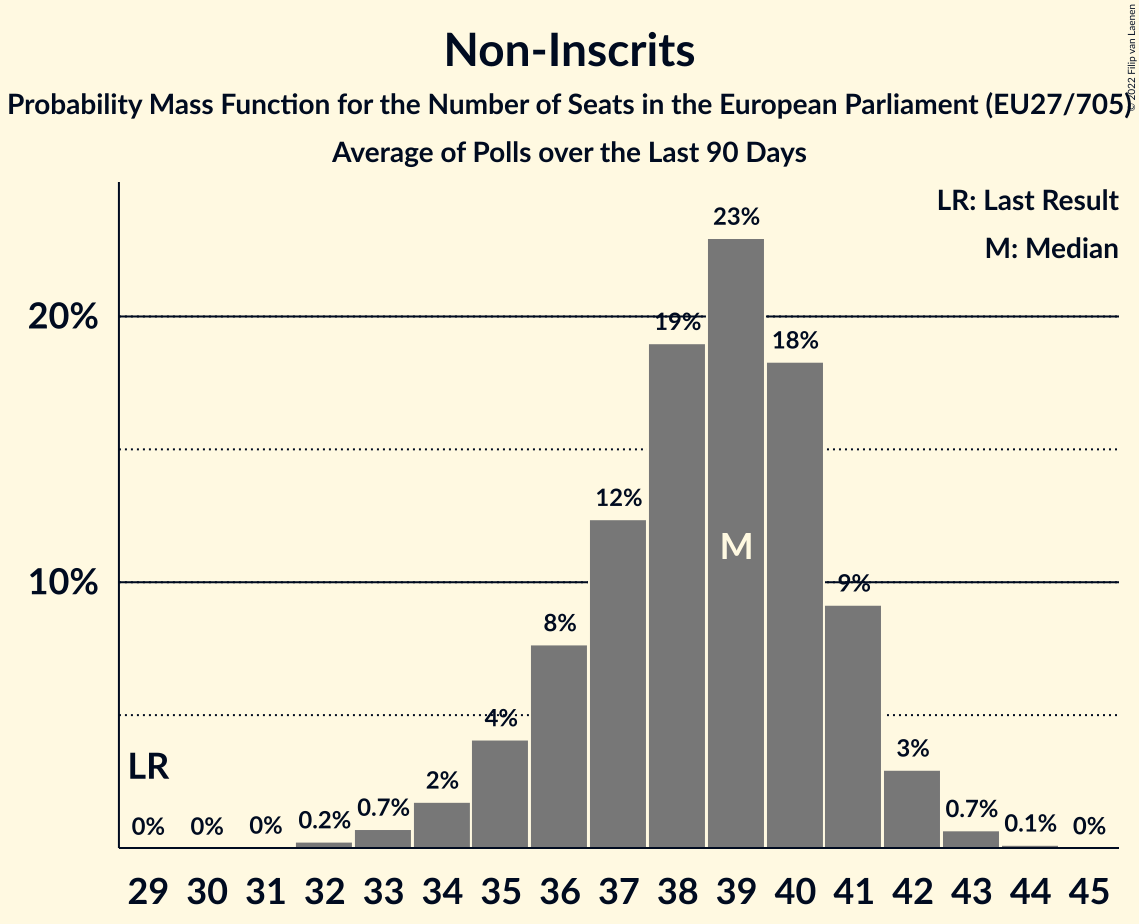 Non-Inscrits
Probability Mass Function for the Number of Seats in the European Parliament (EU27/705)
Average of Polls over the Last 90 Days
© 2022 Filip van Laenen
LR: Last Result
M: Median
23%
20%
19%
18%
12%
M
10%
9%
8%
4%
3%
LR
2%
0% 0% 0% 0.2% 0.7% 0.7% 0.1% 0%
29 30 31 32 33 34 35 36 37 38 39 40 41 42 43 44 45